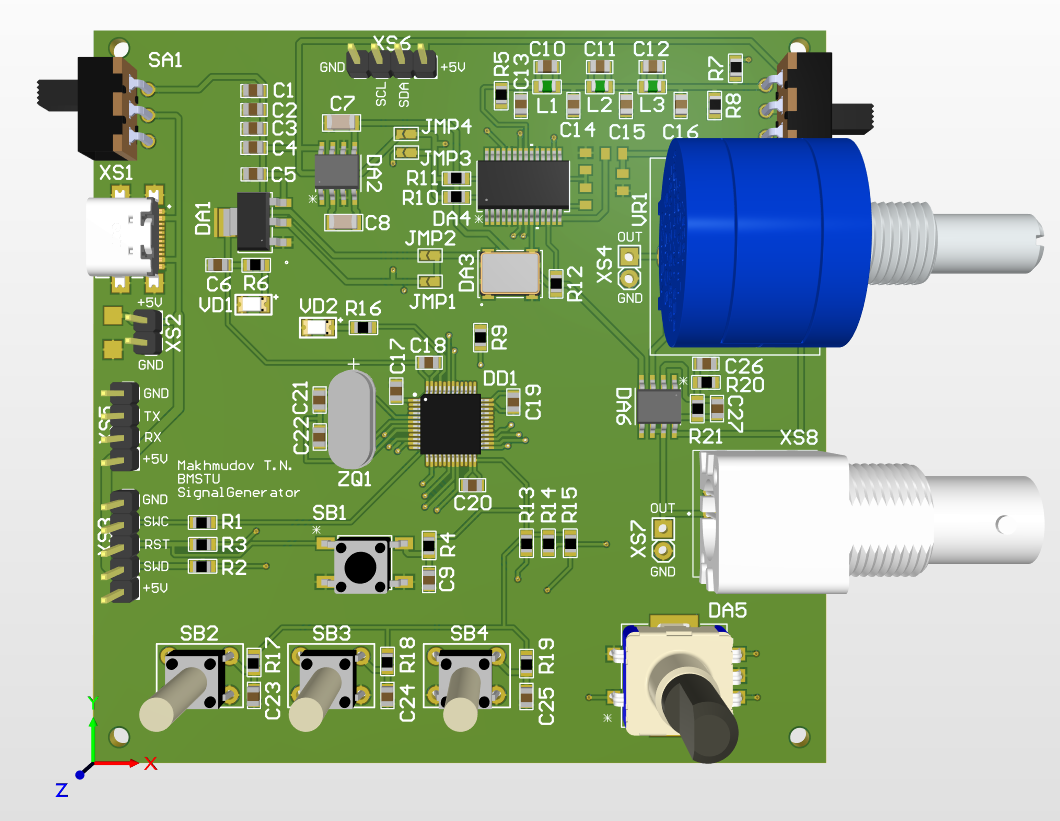 SA1
XS6
GND
SCL
SDA
+5V
R5
C13
C10
C11
C12
R7
R8
L1
L2
L3
C14
C15
C16
C1
C2
C3
C4
C5
C7
JMP4
JMP3
DA2
R11
R10
DA4
C8
XS1
DA1
JMP2
JMP1
DA3
R12
VR1
XS4
OUT
GND
C6
R6
VD1
VD2
R16
+5V
XS2
GND
R9
C17
C18
DD1
C19
C21
C22
ZQ1
C20
C26
R20
C27
R21
DA6
XS8
XS5
GND
TX
RX
+5V
Makhmudov T.N.
BMSTU
SignalGenerator
XS3
GND
SWC
RST
SWD
+5V
R1
R3
R2
SB1
R4
C9
R13
R14
R15
XS7
OUT
GND
DA5
SB2
R17
C23
SB3
R18
C24
SB4
R19
C25
Y
X
Z